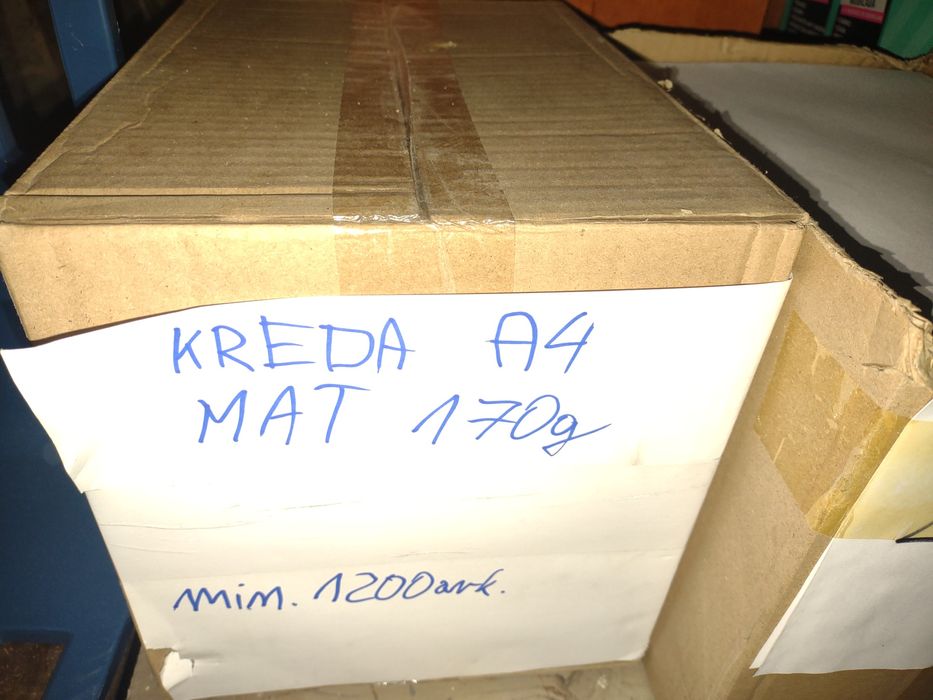 KREDA A4
MAT 170g
min. 1200ark.